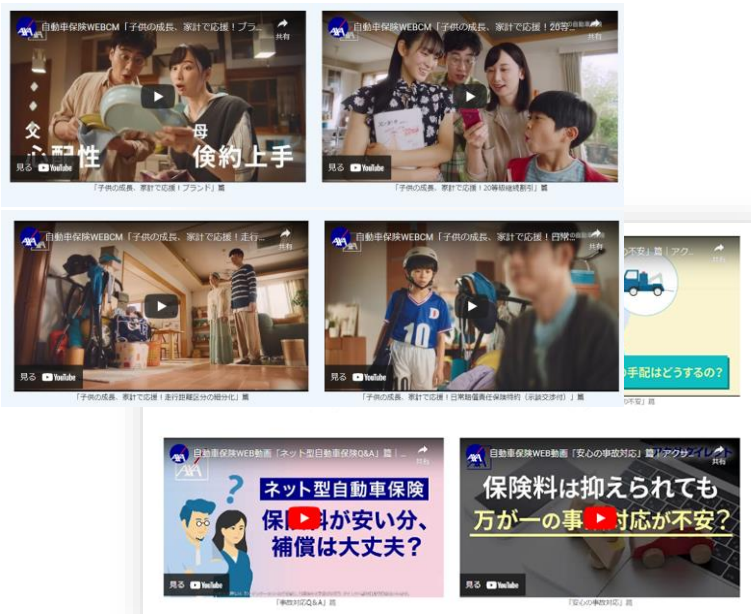 自動車保険WEBCM「子供の成長、家計で応援！ブラ...
共有
父
心配性
母
倹約上手
見る YouTube
「子供の成長、家計で応援！ブランド」篇
自動車保険WEBCM「子供の成長、家計で応援！20等...
共有
見る YouTube
「子供の成長、家計で応援！20等級継続割引」篇
自動車保険WEBCM「子供の成長、家計で応援！走行...
共有
見る YouTube
「子供の成長、家計で応援！走行距離区分の細分化」篇
自動車保険WEBCM「子供の成長、家計で応援！日常...
共有
D
10
見る YouTube
「子供の成長、家計で応援！日常賠償責任保険特約（示談交渉付）」篇
の不安」篇｜アク...
共有
の手配はどうするの？
の不安」篇
自動車保険WEB動画「ネット型自動車保険Q&A」篇｜...
共有
AXA
?
ネット型自動車保険
保険料が安い分、
補償は大丈夫？
見る YouTube
「事故対応Q&A」篇
自動車保険WEB動画「安心の事故対応」篇｜アクサ...
共有
保険料は抑えられても
万が一の事故対応が不安？
見る YouTube
「安心の事故対応」篇